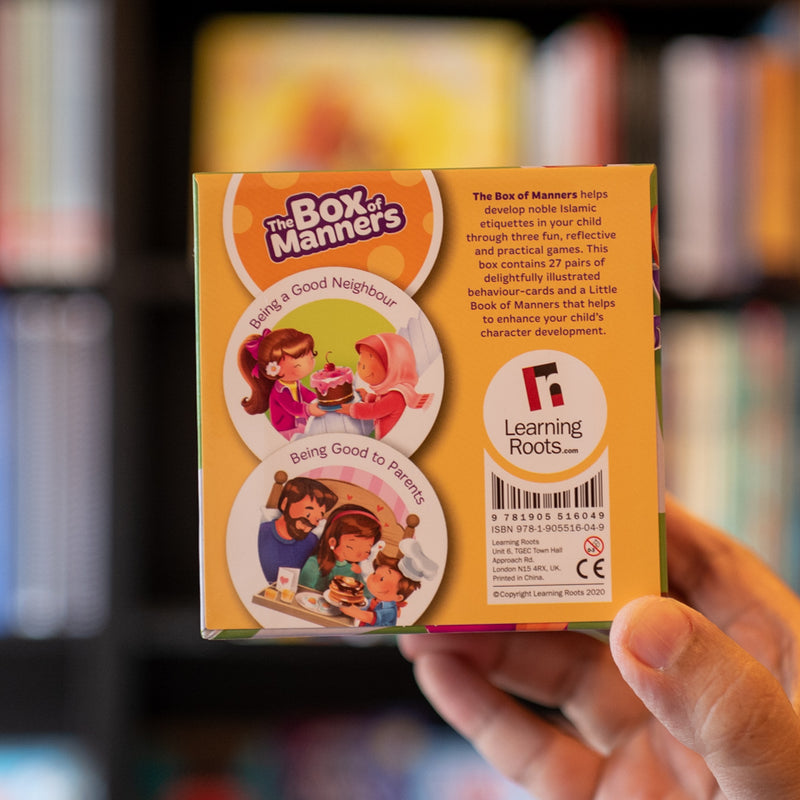 The Box of
Manners
Being a Good Neighbour
Being Good to Parents
The Box of Manners helps
develop noble Islamic
etiquettes in your child
through three fun, reflective
and practical games. This
box contains 27 pairs of
delightfully illustrated
behaviour-cards and a Little
Book of Manners that helps
to enhance your child's
character development.
Learning
Roots.com
9 781905 516049
ISBN 978-1-905516-04-9
Learning Roots
Unit 6, TGEC Town Hall
Approach Rd,
London N15 4RX, UK.
Printed in China.
CE
©Copyright Learning Roots 2020